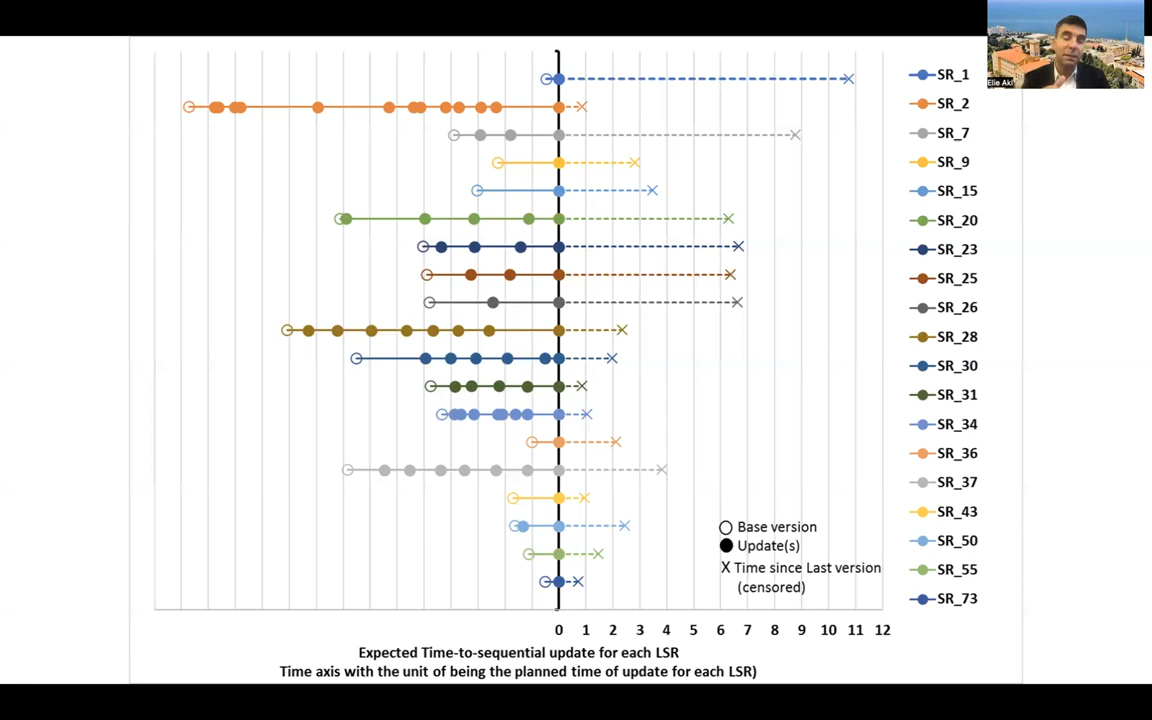 Elie Akl
SR_1
SR_2
SR_7
SR_9
SR_15
SR_20
SR_23
SR_25
SR_26
SR_28
SR_30
SR_31
SR_34
SR_36
SR_37
SR_43
SR_50
SR_55
SR_73
Base version
Update(s)
X Time since Last version
(censored)
0 1 2 3 4 5 6 7 8 9 10 11 12
Expected Time-to-sequential update for each LSR
Time axis with the unit of being the planned time of update for each LSR)